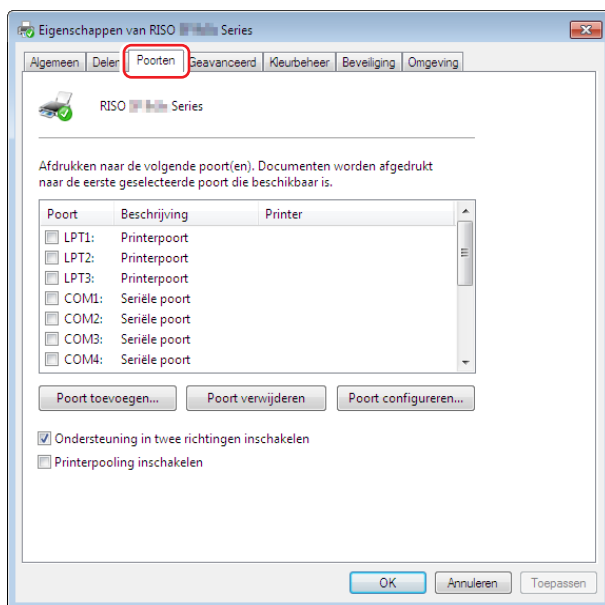 Eigenschappen van RISO Series
Algemeen Delen Poorten Geavanceerd Kleurbeheer Beveiliging Omgeving
RISO Series
Afdrukken naar de volgende poort(en). Documenten worden afgedrukt
naar de eerste geselecteerde poort die beschikbaar is.
Poort Beschrijving Printer
LPT1: Printerpoort
LPT2: Printerpoort
LPT3: Printerpoort
COM1: Seriële poort
COM2: Seriële poort
COM3: Seriële poort
COM4: Seriële poort
Poort toevoegen... Poort verwijderen Poort configureren...
Ondersteuning in twee richtingen inschakelen
Printerpooling inschakelen
OK Annuleren Toepassen